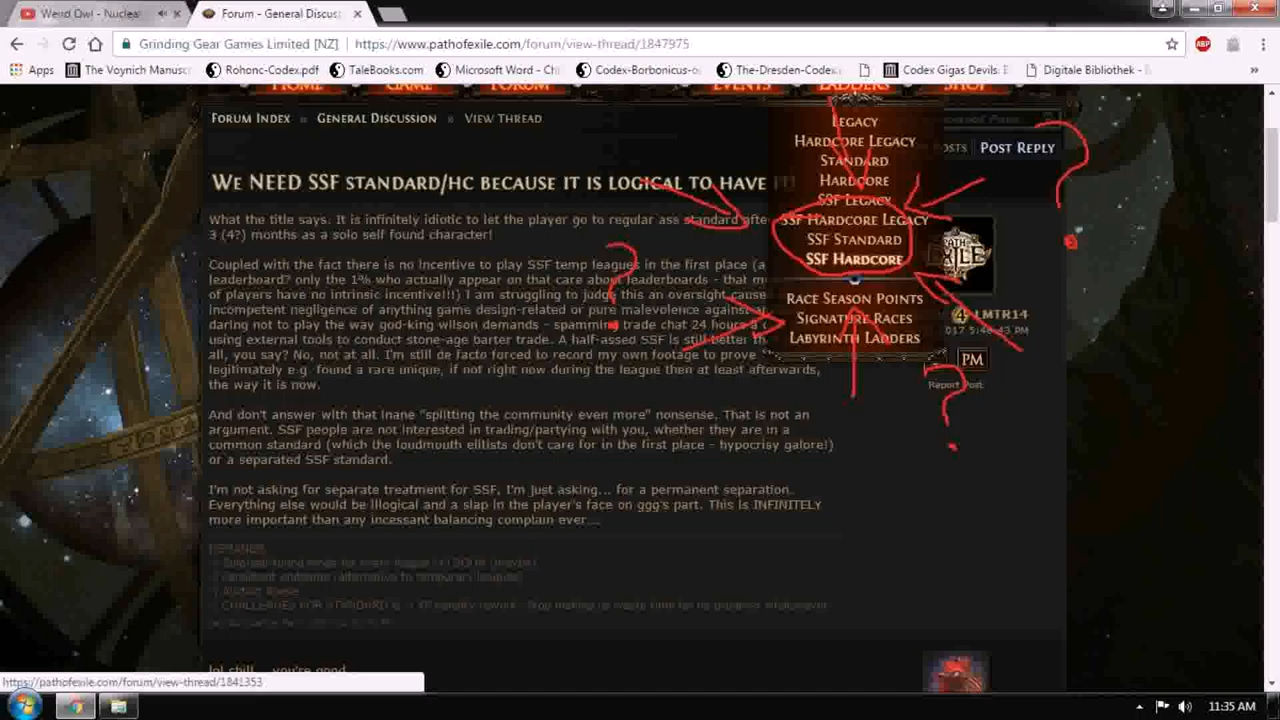 Weird Owl - Nuclea
Forum - General Discus
Grinding Gear Games Limited [NZ]
https://www.pathofexile.com/forum/view-thread/1847975
ABP
Apps
The Voynich Manusc
Rohonc-Codex.pdf
TaleBooks.com
Microsoft Word - Ch
Codex-Borbonicus-o
The-Dresden-Codex
Codex Gigas Devils B
Digitale Bibliothek -
»
HOME
GAME
FORUM
EVENTS
LADDERS
SHOP
FORUM INDEX » GENERAL DISCUSSION » VIEW THREAD
LEGACY
HARDCORE LEGACY
STANDARD
HARDCORE
SSF LEGACY
SSF HARDCORE LEGACY
SSF STANDARD
SSF HARDCORE
RACE SEASON POINTS
SIGNATURE RACES
LABYRINTH LADDERS
POSTS
POST REPLY
WE NEED SSF STANDARD/HC BECAUSE IT IS LOGICAL TO HAVE
What the title says. It is infinitely idiotic to let the player go to regular ass standard afte
3 (4?) months as a solo self found character!
Coupled with the fact there is no incentive to play SSF temp leagues in the first place (a
leaderboard? only the 1% who actually appear on that care about leaderboards - that m
of players have no intrinsic incentive!!!) I am struggling to judge this an oversight cause
incompetent negligence of anything game design-related or pure malevolence against
daring not to play the way god-king wilson demands - spamming trade chat 24 hours a
using external tools to conduct stone-age barter trade. A half-assed SSF is still better th
all, you say? No, not at all. I'm still de facto forced to record my own footage to prove
legitimately e.g. found a rare unique, if not right now during the league then at least afterwards,
the way it is now.
And don't answer with that inane "splitting the community even more" nonsense. That is not an
argument. SSF people are not interested in trading/partying with you, whether they are in a
common standard (which the loudmouth elitists don't care for in the first place - hypocrisy galore!)
or a separated SSF standard.
I'm not asking for separate treatment for SSF, I'm just asking... for a permanent separation.
Everything else would be illogical and a slap in the player's face on ggg's part. This is INFINITELY
more important than any incessant balancing complain ever...
PATH
EXILE
LMTR14
2017 5:48:43 PM
PM
Report Post
?
?
?
lol chill... you're good
https://pathofexile.com/forum/view-thread/1841353
11:35 AM